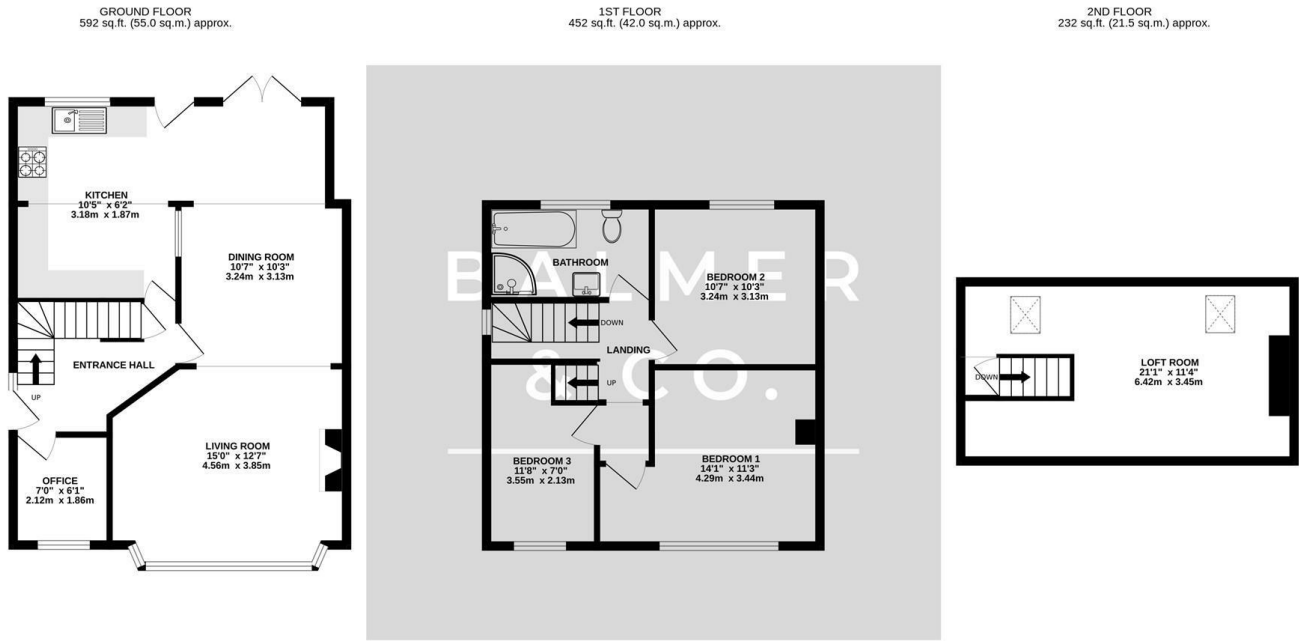 GROUND FLOOR
592 sq.ft. (55.0 sq.m.) approx.
1ST FLOOR
452 sq.ft. (42.0 sq.m.) approx.
2ND FLOOR
232 sq.ft. (21.5 sq.m.) approx.
KITCHEN
10'5" x 6'2"
3.18m x 1.87m
DINING ROOM
10'7" x 10'3"
3.24m x 3.13m
ENTRANCE HALL
UP
LIVING ROOM
15'0" x 12'7"
4.56m x 3.85m
OFFICE
7'0" x 6'1"
2.12m x 1.86m
BALMER
& CO.
BATHROOM
BEDROOM 2
10'7" x 10'3"
3.24m x 3.13m
DOWN
LANDING
UP
BEDROOM 3
11'8" x 7'0"
3.55m x 2.13m
BEDROOM 1
14'1" x 11'3"
4.29m x 3.44m
DOWN
LOFT ROOM
21'1" x 11'4"
6.42m x 3.45m